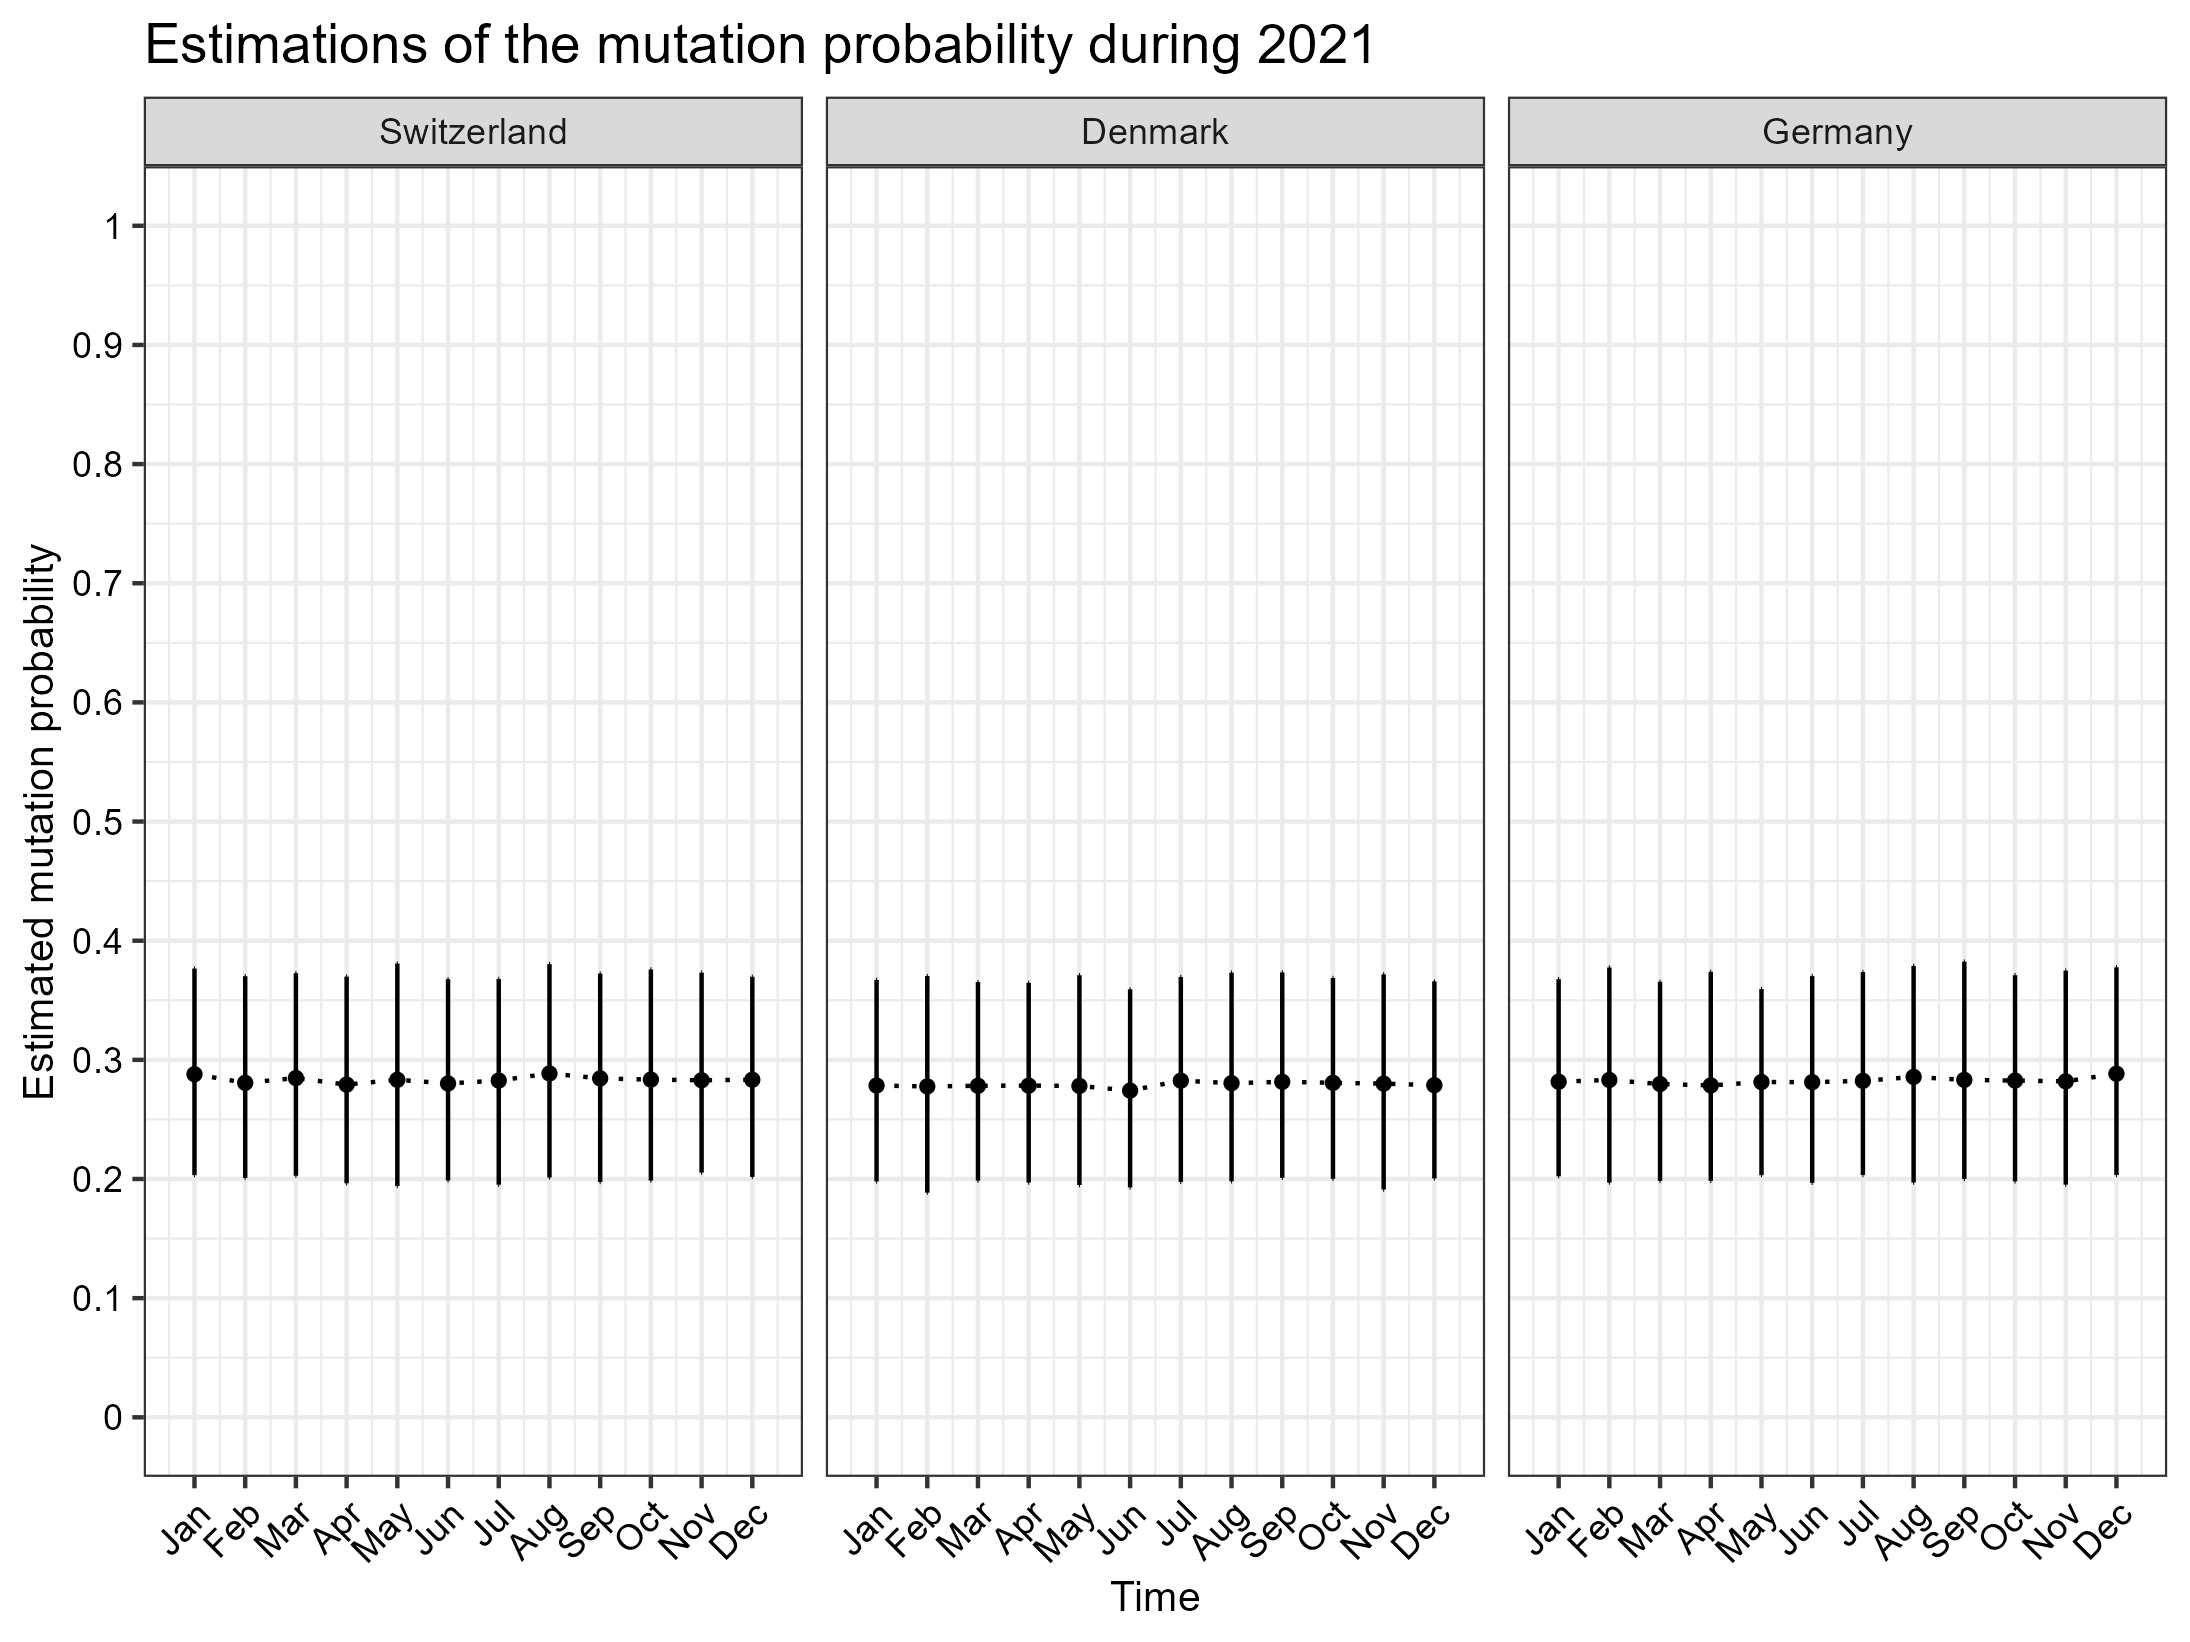 Estimations of the mutation probability during 2021
Switzerland
Denmark
Germany
Estimated mutation probability
1
0.9
0.8
0.7
0.6
0.5
0.4
0.3
0.2
0.1
0
Jan Feb Mar Apr May Jun Jul Aug Sep Oct Nov Dec
Jan Feb Mar Apr May Jun Jul Aug Sep Oct Nov Dec
Jan Feb Mar Apr May Jun Jul Aug Sep Oct Nov Dec
Time